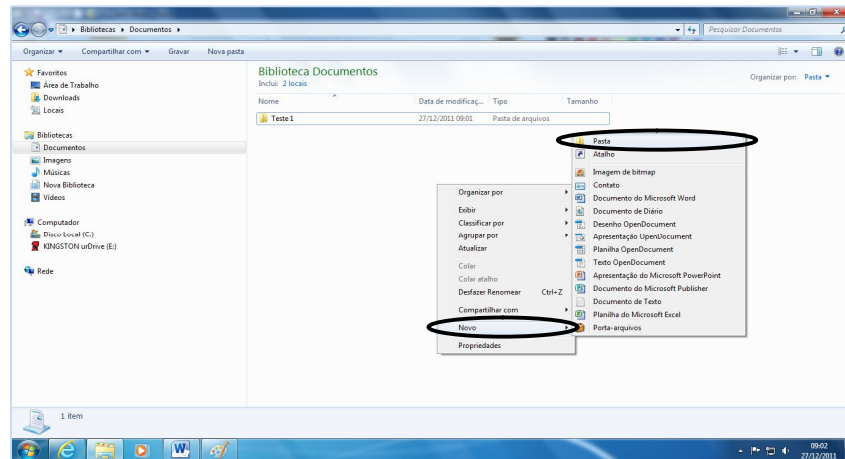 Bibliotecas Documentos
Pesquisar Documentos
Organizar Compartilhar com Gravar Nova pasta
Favoritos
Área de Trabalho
Downloads
Locais
Bibliotecas
Documentos
Imagens
Músicas
Nova Biblioteca
Vídeos
Computador
Disco Local (C:)
KINGSTON urDrive (E:)
Rede
Biblioteca Documentos
Inclui: 2 locais
Organizar por: Pasta
Nome Data de modificaç... Tipo Tamanho
Teste 1 27/12/2011 09:01 Pasta de arquivos
Organizar por
Exibir
Classificar por
Agrupar por
Atualizar
Colar
Colar atalho
Desfazer Renomear Ctrl+Z
Compartilhar com
Novo
Propriedades
Pasta
Atalho
Imagem de bitmap
Contato
Documento do Microsoft Word
Documento de Diário
Desenho OpenDocument
Apresentação OpenDocument
Planilha OpenDocument
Texto OpenDocument
Apresentação do Microsoft PowerPoint
Documento do Microsoft Publisher
Documento de Texto
Planilha do Microsoft Excel
Porta-arquivos
1 item
09:02
27/12/2011